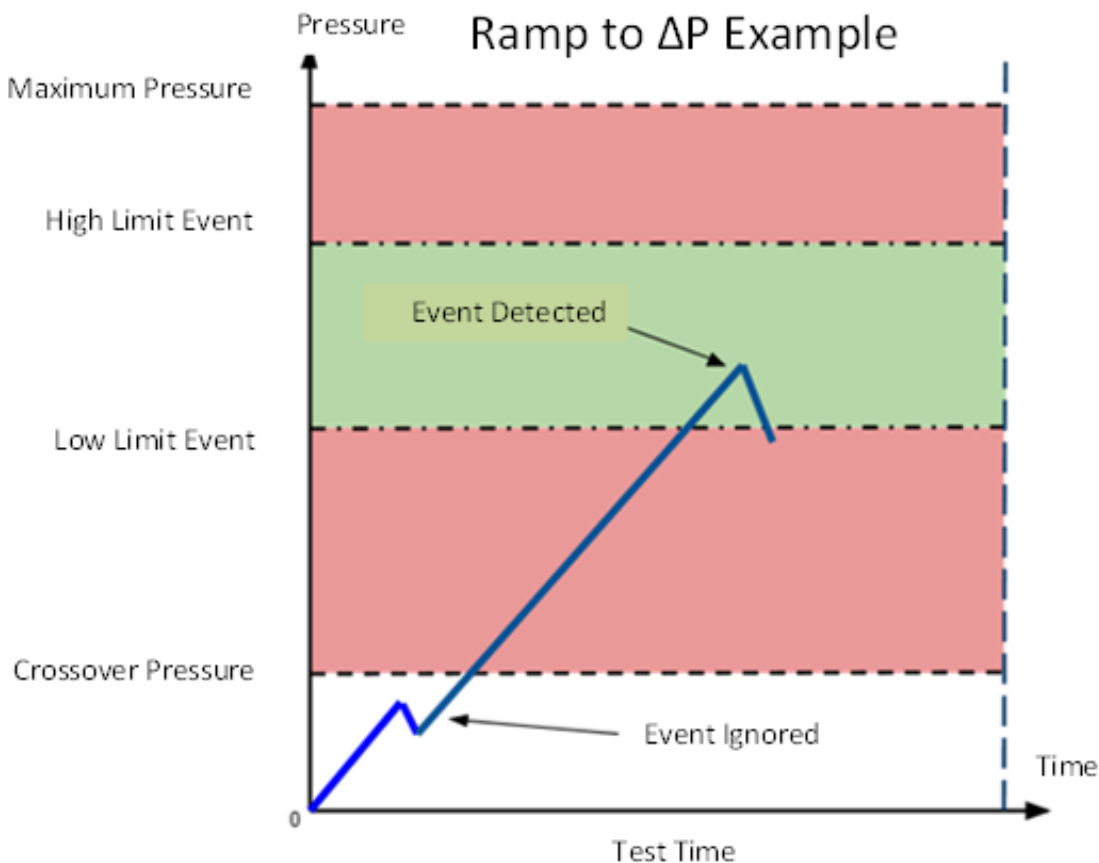 Pressure
Ramp to ΔP Example
Maximum Pressure
High Limit Event
Event Detected
Low Limit Event
Crossover Pressure
Event Ignored
Time
0
Test Time